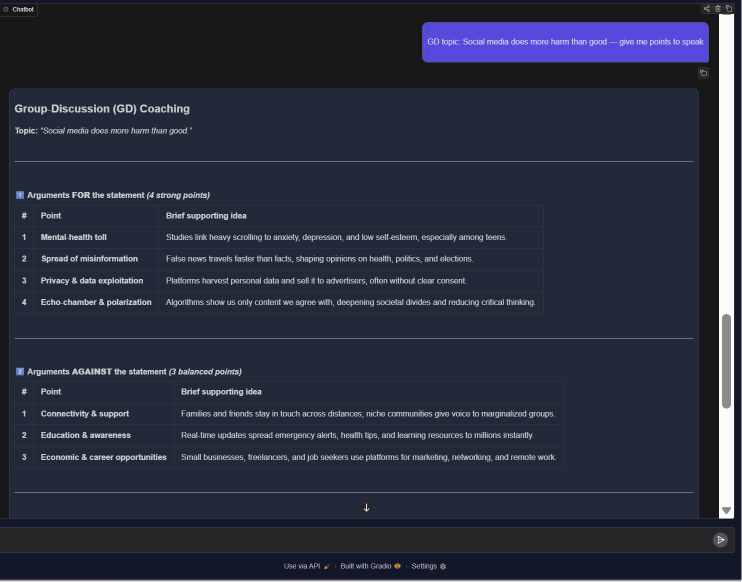 Chatbot
GD topic: Social media does more harm than good — give me points to speak
Group-Discussion (GD) Coaching
Topic: "Social media does more harm than good."
1 Arguments FOR the statement (4 strong points)
# Point Brief supporting idea
1 Mental-health toll Studies link heavy scrolling to anxiety, depression, and low self-esteem, especially among teens.
2 Spread of misinformation False news travels faster than facts, shaping opinions on health, politics, and elections.
3 Privacy & data exploitation Platforms harvest personal data and sell it to advertisers, often without clear consent.
4 Echo-chamber & polarization Algorithms show us only content we agree with, deepening societal divides and reducing critical thinking.
2 Arguments AGAINST the statement (3 balanced points)
# Point Brief supporting idea
1 Connectivity & support Families and friends stay in touch across distances; niche communities give voice to marginalized groups.
2 Education & awareness Real-time updates spread emergency alerts, health tips, and learning resources to millions instantly.
3 Economic & career opportunities Small businesses, freelancers, and job seekers use platforms for marketing, networking, and remote work.
Use via API · Built with Gradio · Settings